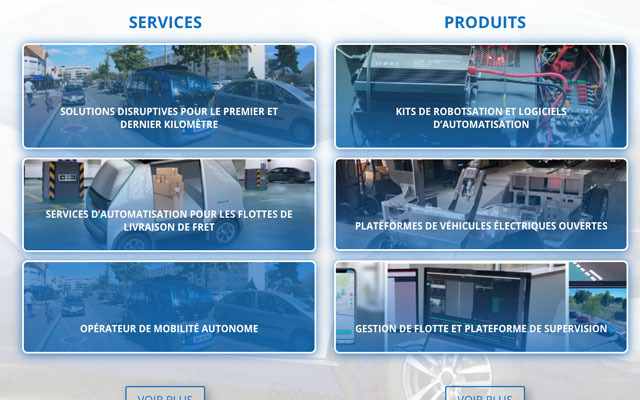 SERVICES
SOLUTIONS DISRUPTIVES POUR LE PREMIER ET
DERNIER KILOMÈTRE
SERVICES D'AUTOMATISATION POUR LES FLOTTES DE
LIVRAISON DE FRET
OPÉRATEUR DE MOBILITÉ AUTONOME
VOIR PLUS
PRODUITS
KITS DE ROBOTSATION ET LOGICIELS
D'AUTOMATISATION
PLATEFORMES DE VÉHICULES ÉLECTRIQUES OUVERTES
GESTION DE FLOTTE ET PLATEFORME DE SUPERVISION
VOIR PLUS